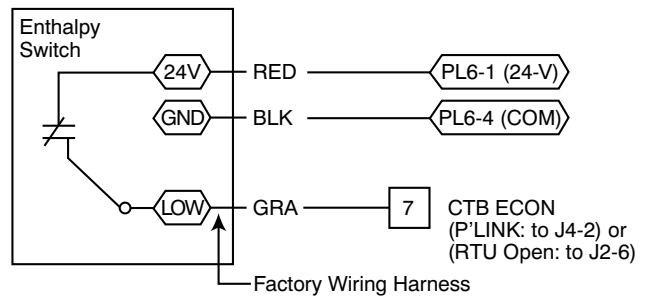 Enthalpy
Switch
24V RED PL6-1 (24-V)
GND BLK PL6-4 (COM)
LOW GRA 7 CTB ECON
(P'LINK: to J4-2) or
(RTU Open: to J2-6)
Factory Wiring Harness